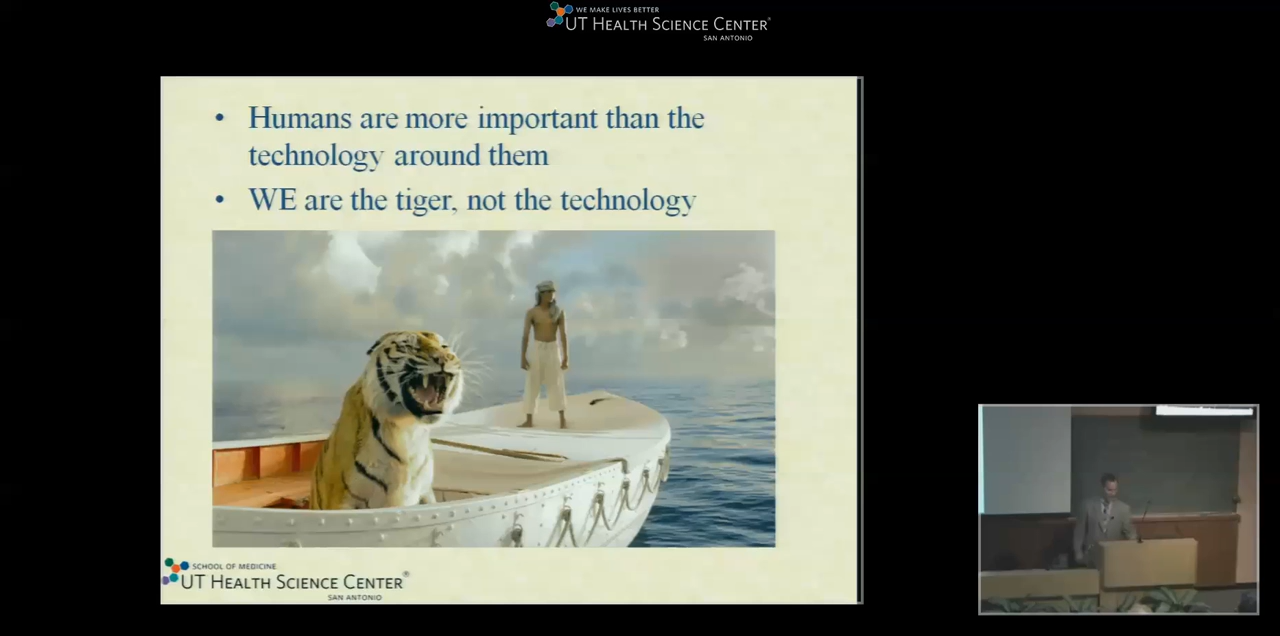 WE MAKE LIVES BETTER
UT HEALTH SCIENCE CENTER®
SAN ANTONIO
• Humans are more important than the
technology around them
• WE are the tiger, not the technology
SCHOOL OF MEDICINE
UT HEALTH SCIENCE CENTER®
SAN ANTONIO